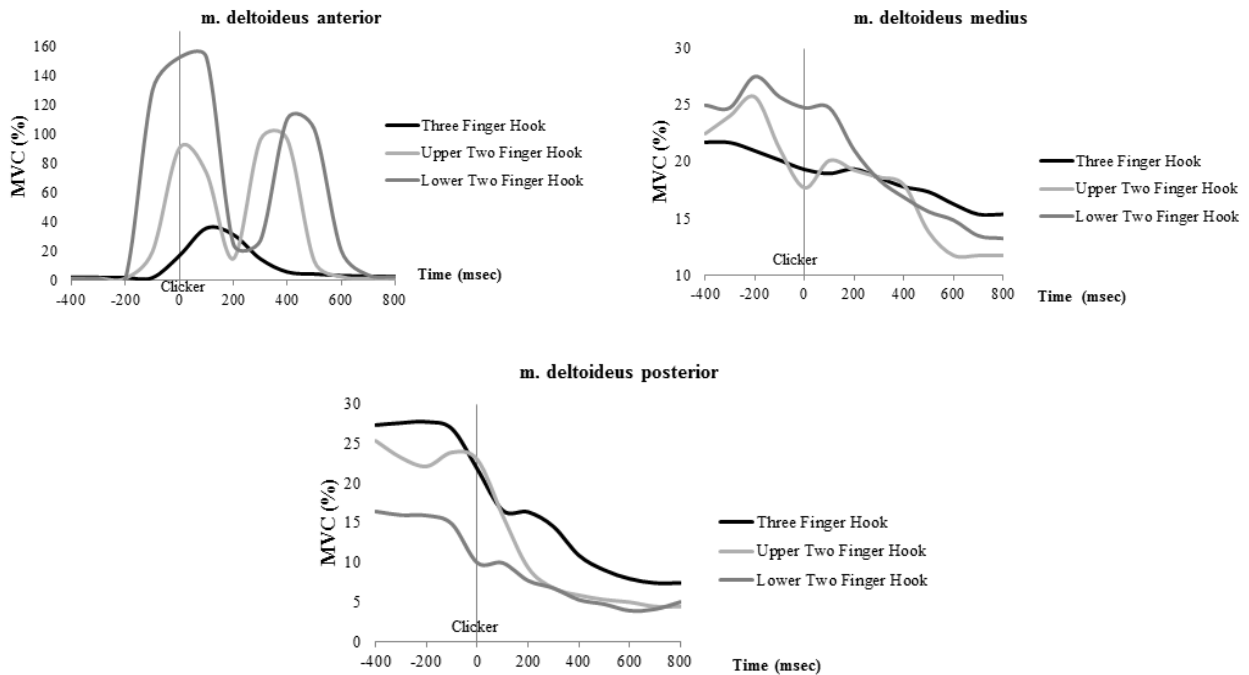 m. deltoideus anterior
160
140
120
100
80
60
40
20
0
MVC (%)
-400
-200
0
200
400
600
800
Clicker
Time (msec)
Three Finger Hook
Upper Two Finger Hook
Lower Two Finger Hook
m. deltoideus medius
30
25
20
15
10
MVC (%)
-400
-200
0
200
400
600
800
Clicker
Time (msec)
Three Finger Hook
Upper Two Finger Hook
Lower Two Finger Hook
m. deltoideus posterior
30
25
20
15
10
5
0
MVC (%)
-400
-200
0
200
400
600
800
Clicker
Time (msec)
Three Finger Hook
Upper Two Finger Hook
Lower Two Finger Hook